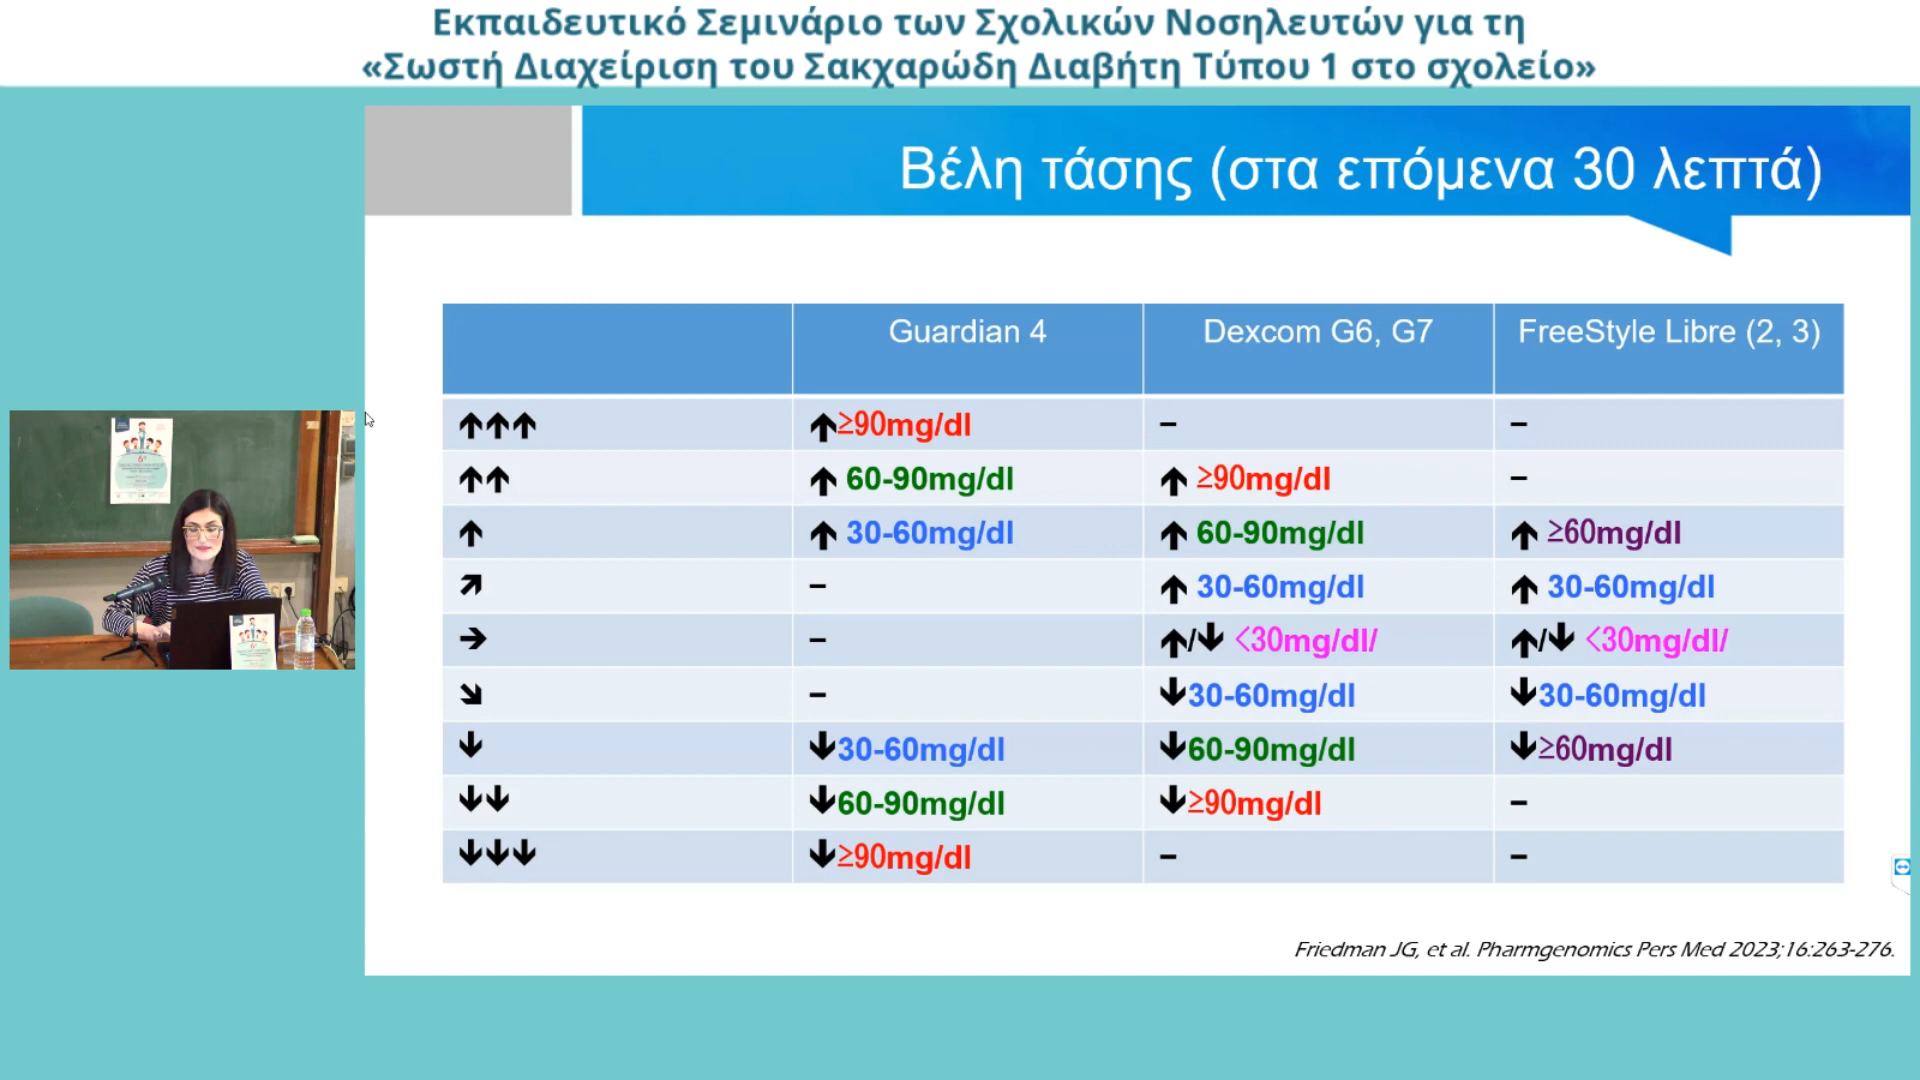 Εκπαιδευτικό Σεμινάριο των Σχολικών Νοσηλευτών για τη
«Σωστή Διαχείριση του Σακχαρώδη Διαβήτη Τύπου 1 στο σχολείο»
Βέλη τάσης (στα επόμενα 30 λεπτά)
Guardian 4 Dexcom G6, G7 FreeStyle Libre (2, 3)
↑↑↑ ↑≥90mg/dl – –
↑↑ ↑ 60-90mg/dl ↑ ≥90mg/dl –
↑ ↑ 30-60mg/dl ↑ 60-90mg/dl ↑ ≥60mg/dl
↗ – ↑ 30-60mg/dl ↑ 30-60mg/dl
→ – ↑/↓ <30mg/dl/ ↑/↓ <30mg/dl/
↘ – ↓30-60mg/dl ↓30-60mg/dl
↓ ↓30-60mg/dl ↓60-90mg/dl ↓≥60mg/dl
↓↓ ↓60-90mg/dl ↓≥90mg/dl –
↓↓↓ ↓≥90mg/dl – –
Friedman JG, et al. Pharmgenomics Pers Med 2023;16:263-276.